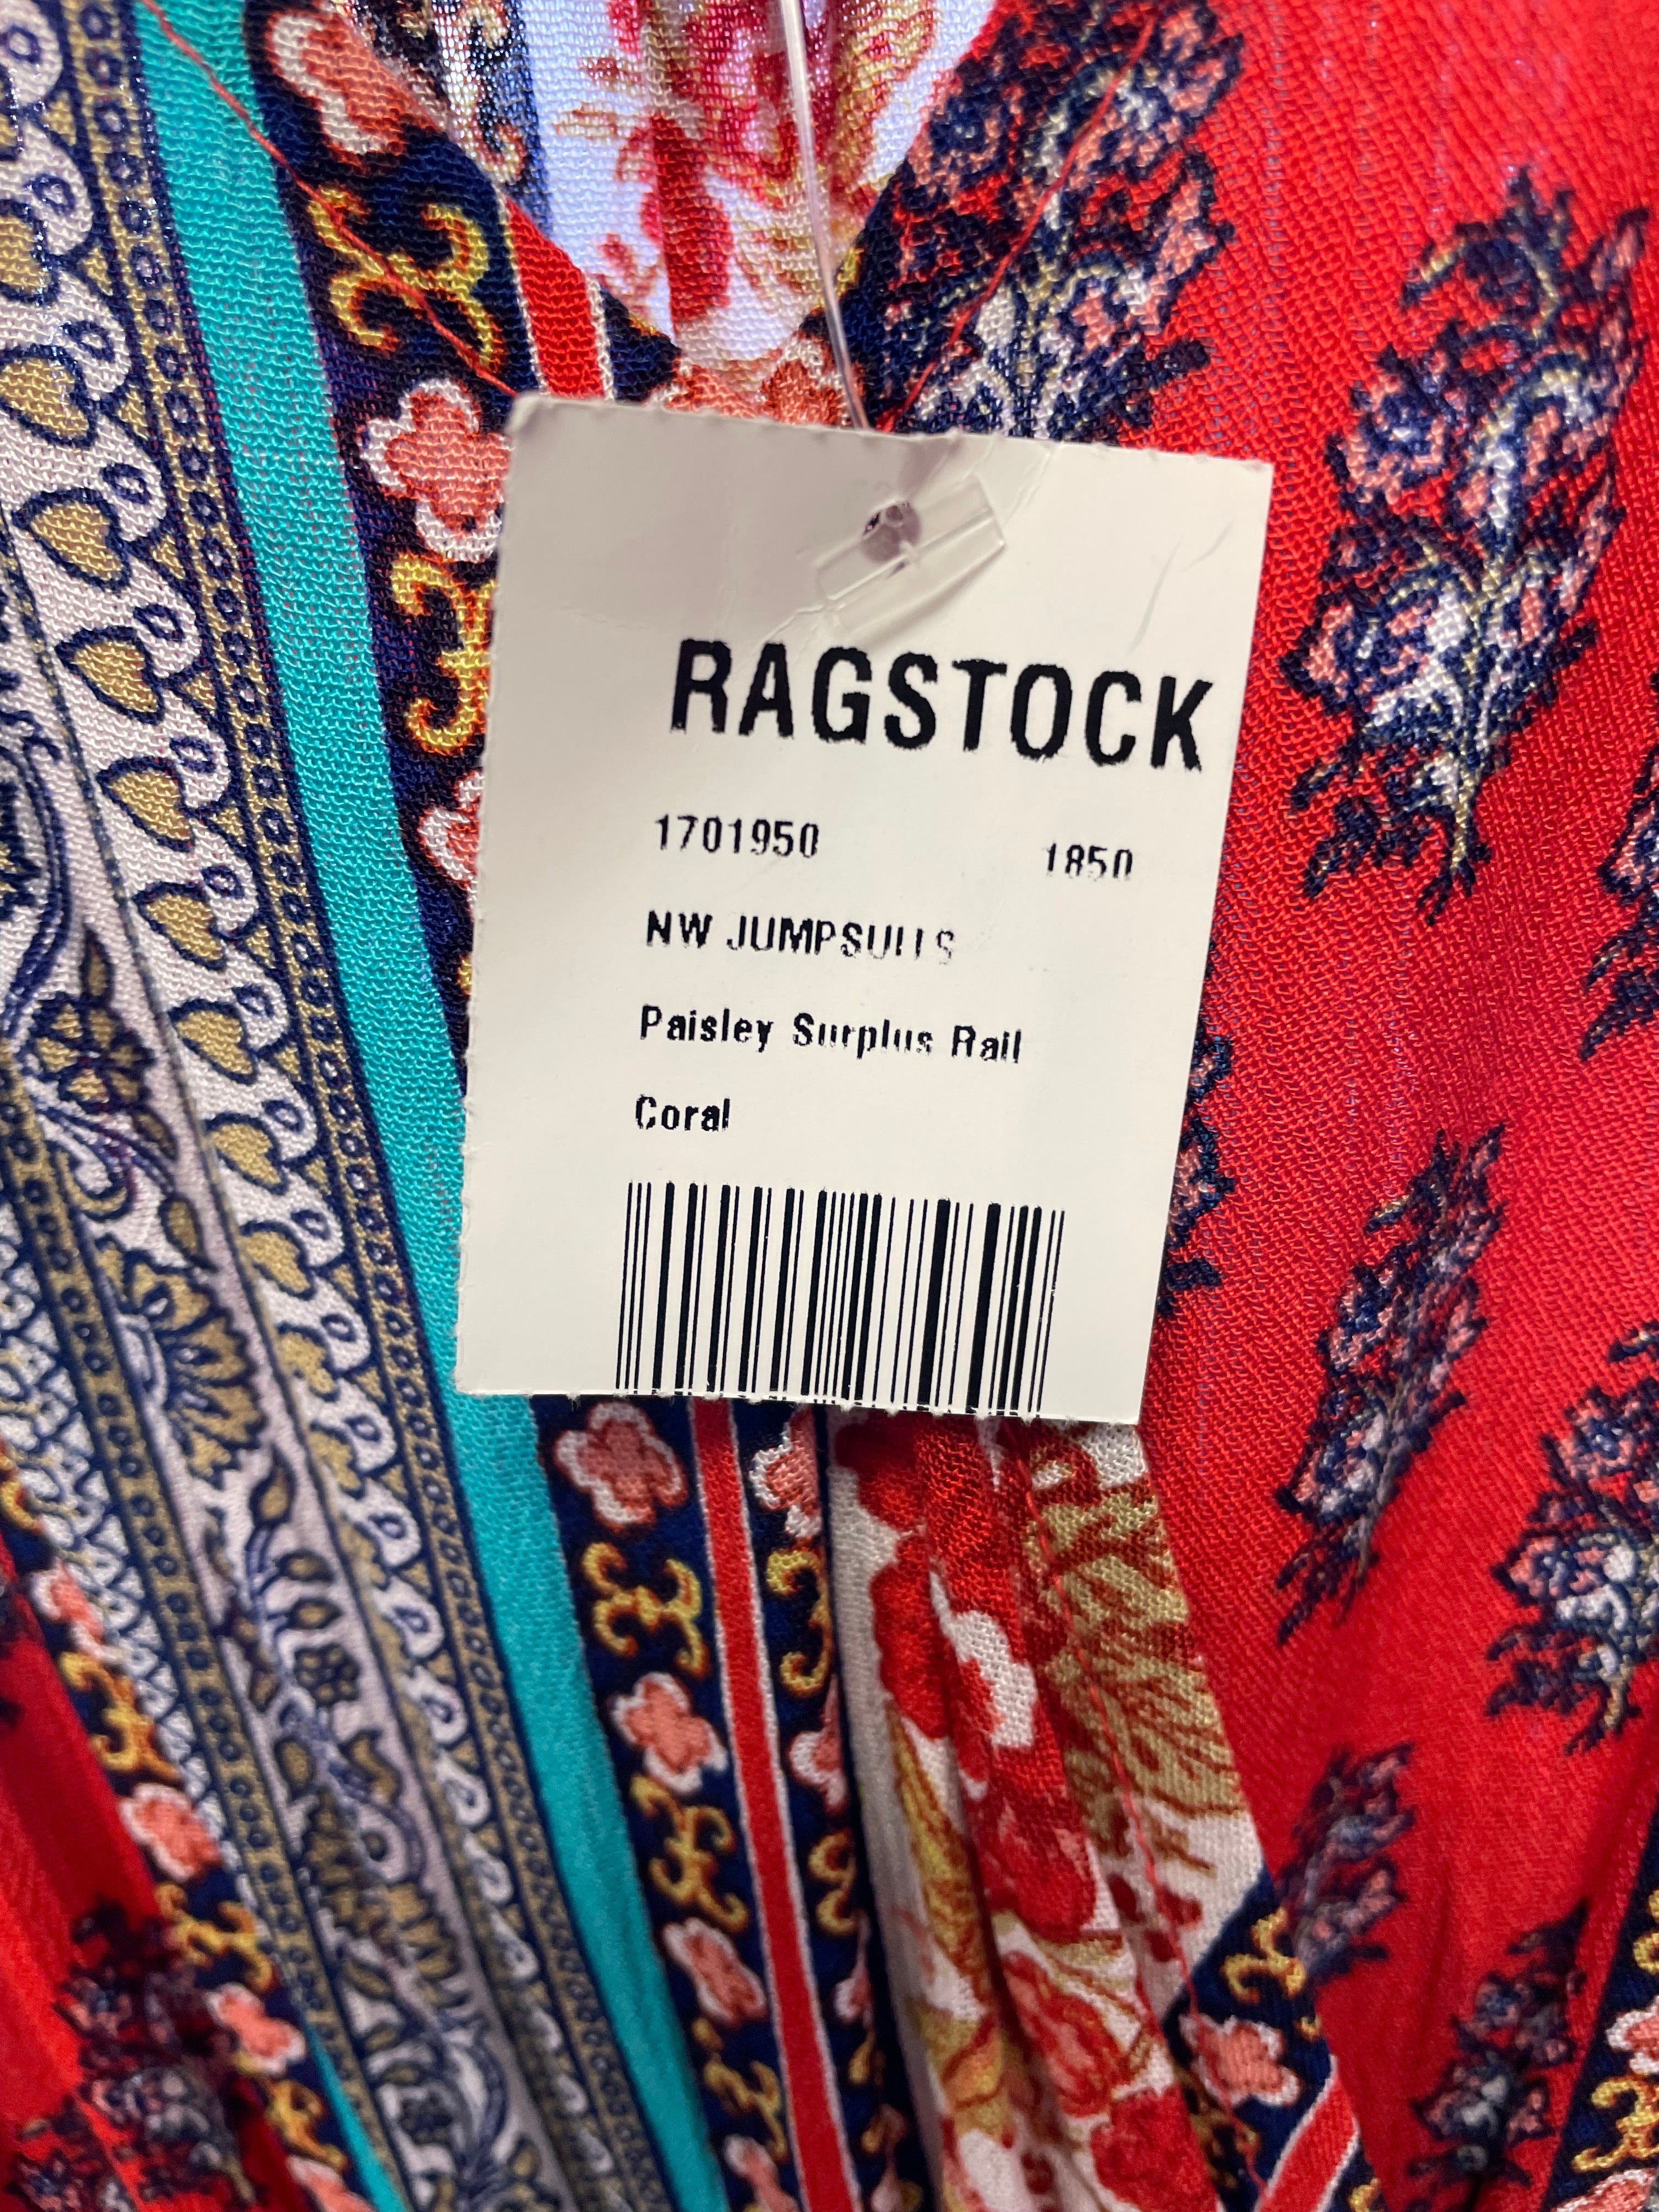 RAGSTOCK
1701950 1850
NW JUMPSUITS
Paisley Surplus Rail
Coral